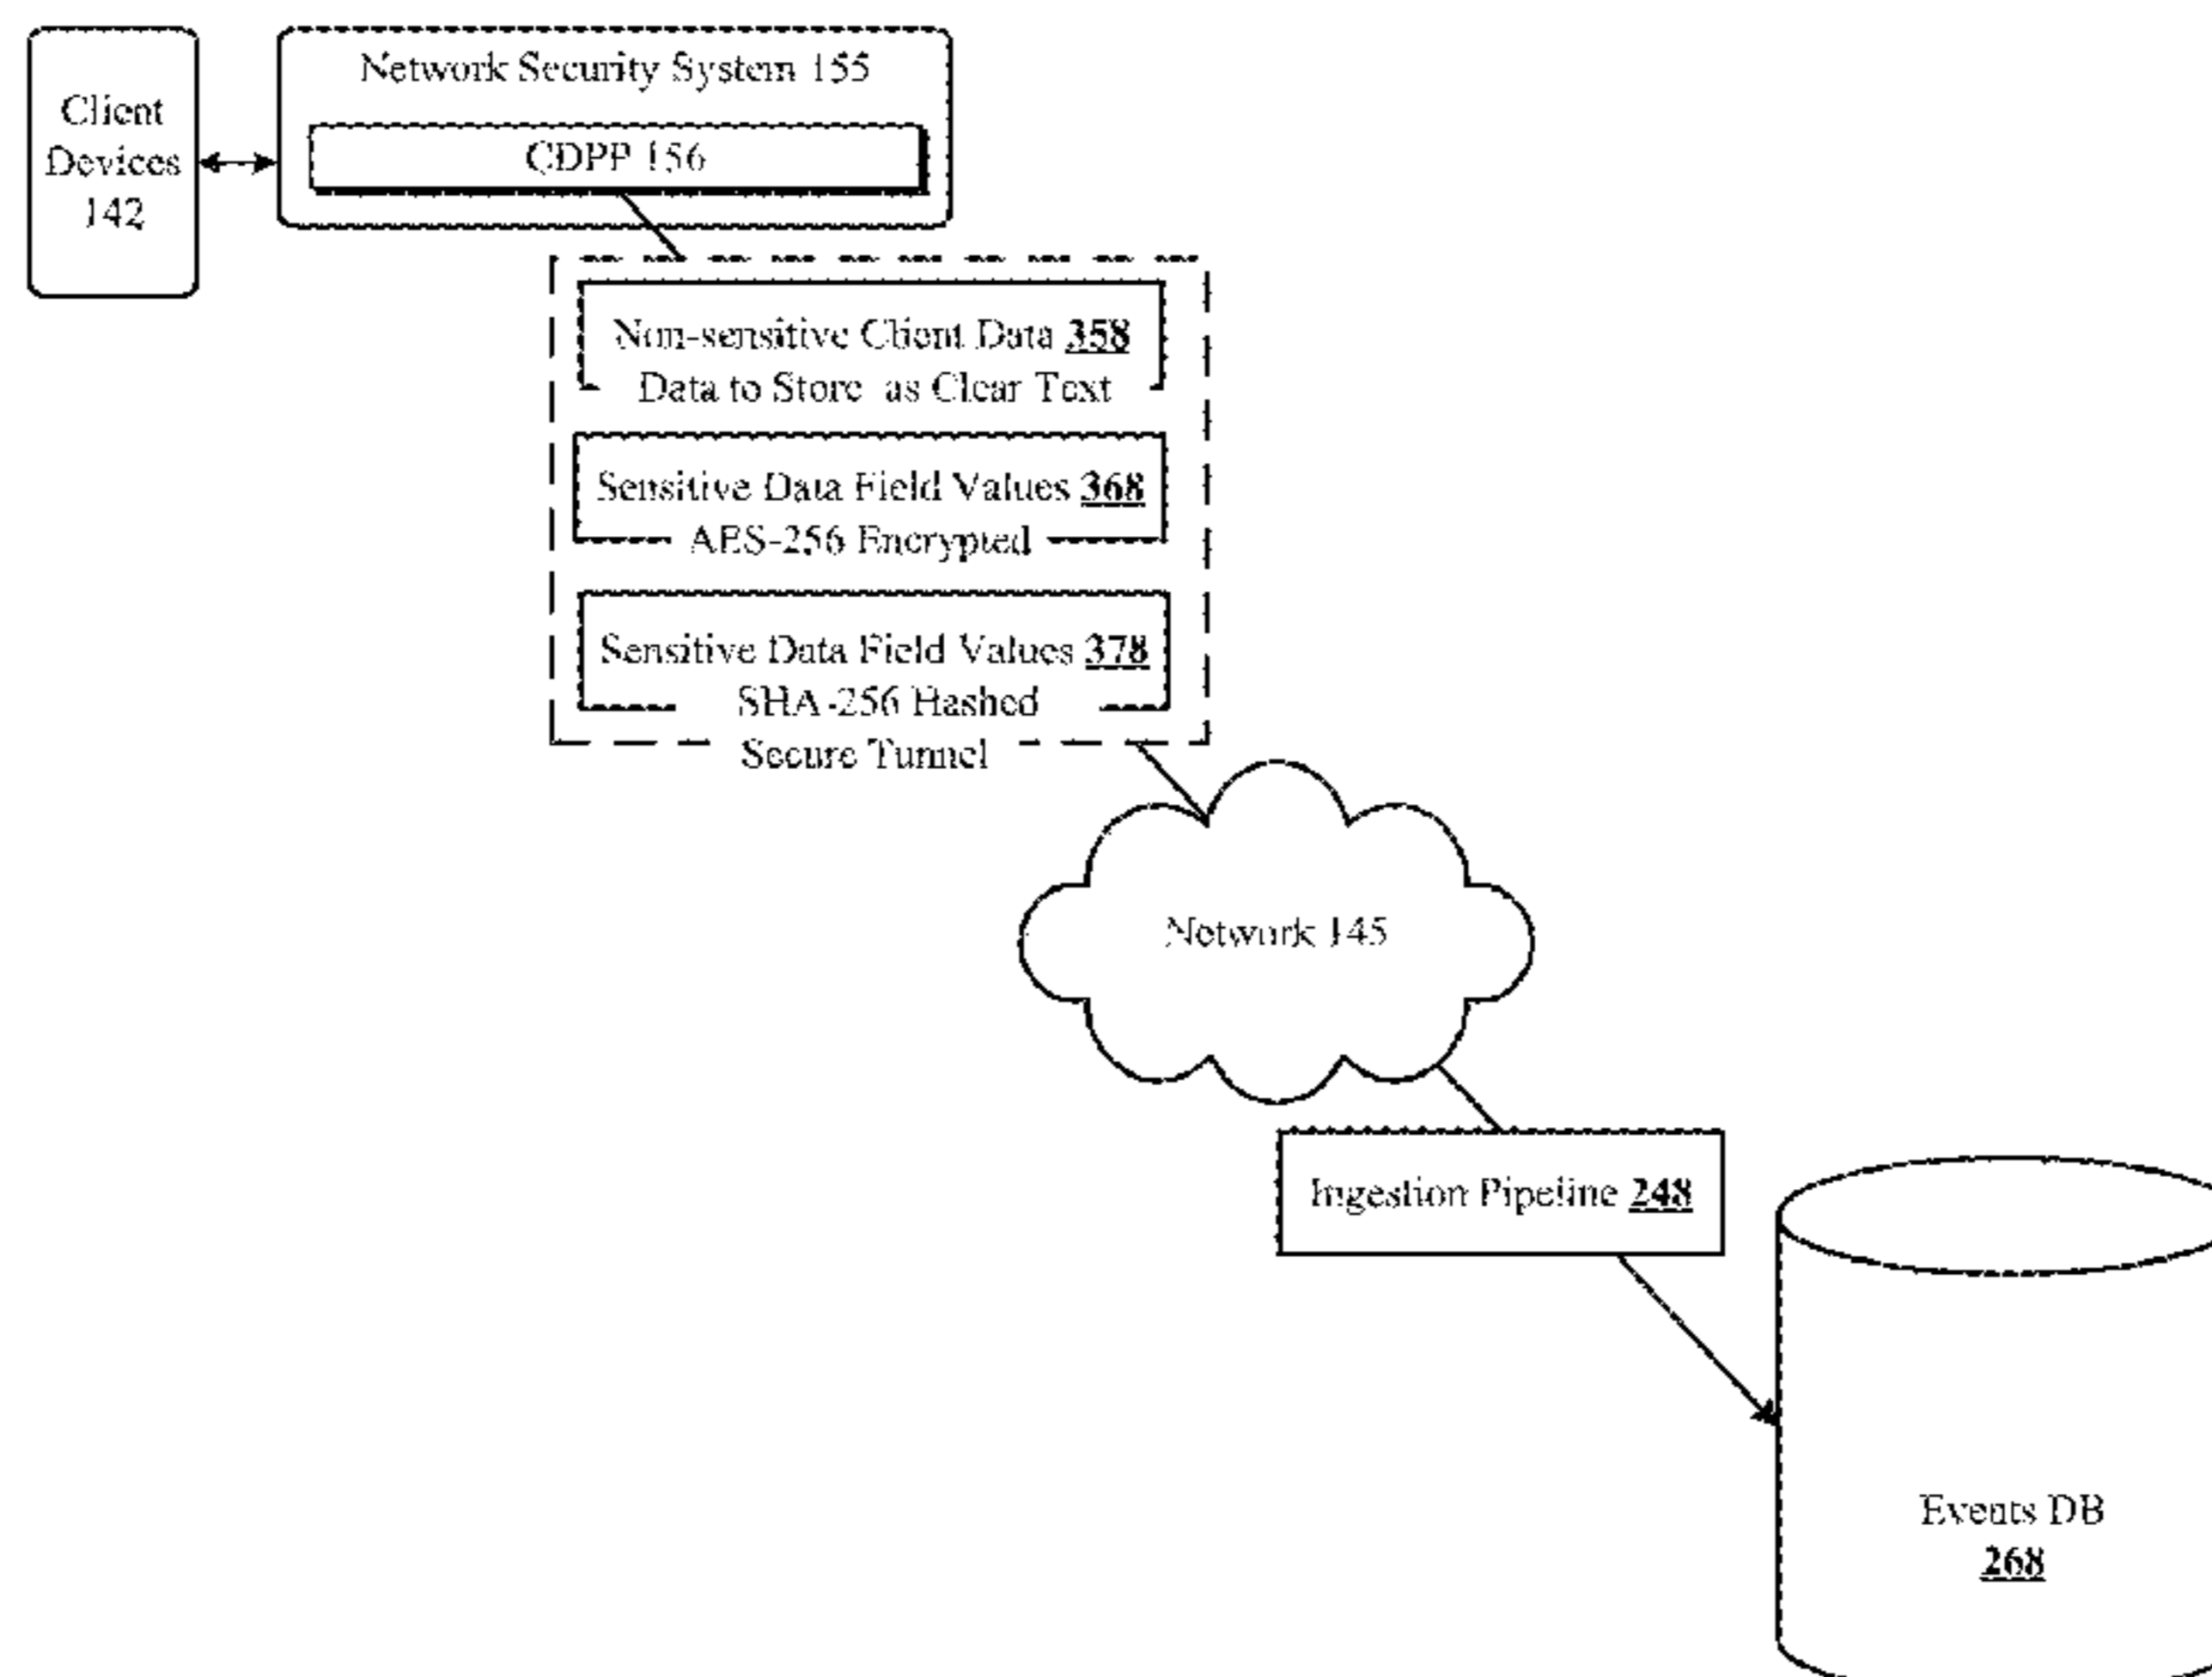 Network Security System 155
Client
Devices
142
CDPP 156
Non-sensitive Client Data 358
Data to Store as Clear Text
Sensitive Data Field Values 368
AES-256 Encrypted
Sensitive Data Field Values 378
SHA-256 Hashed
Secure Tunnel
Network 145
Ingestion Pipeline 248
Events DB
268